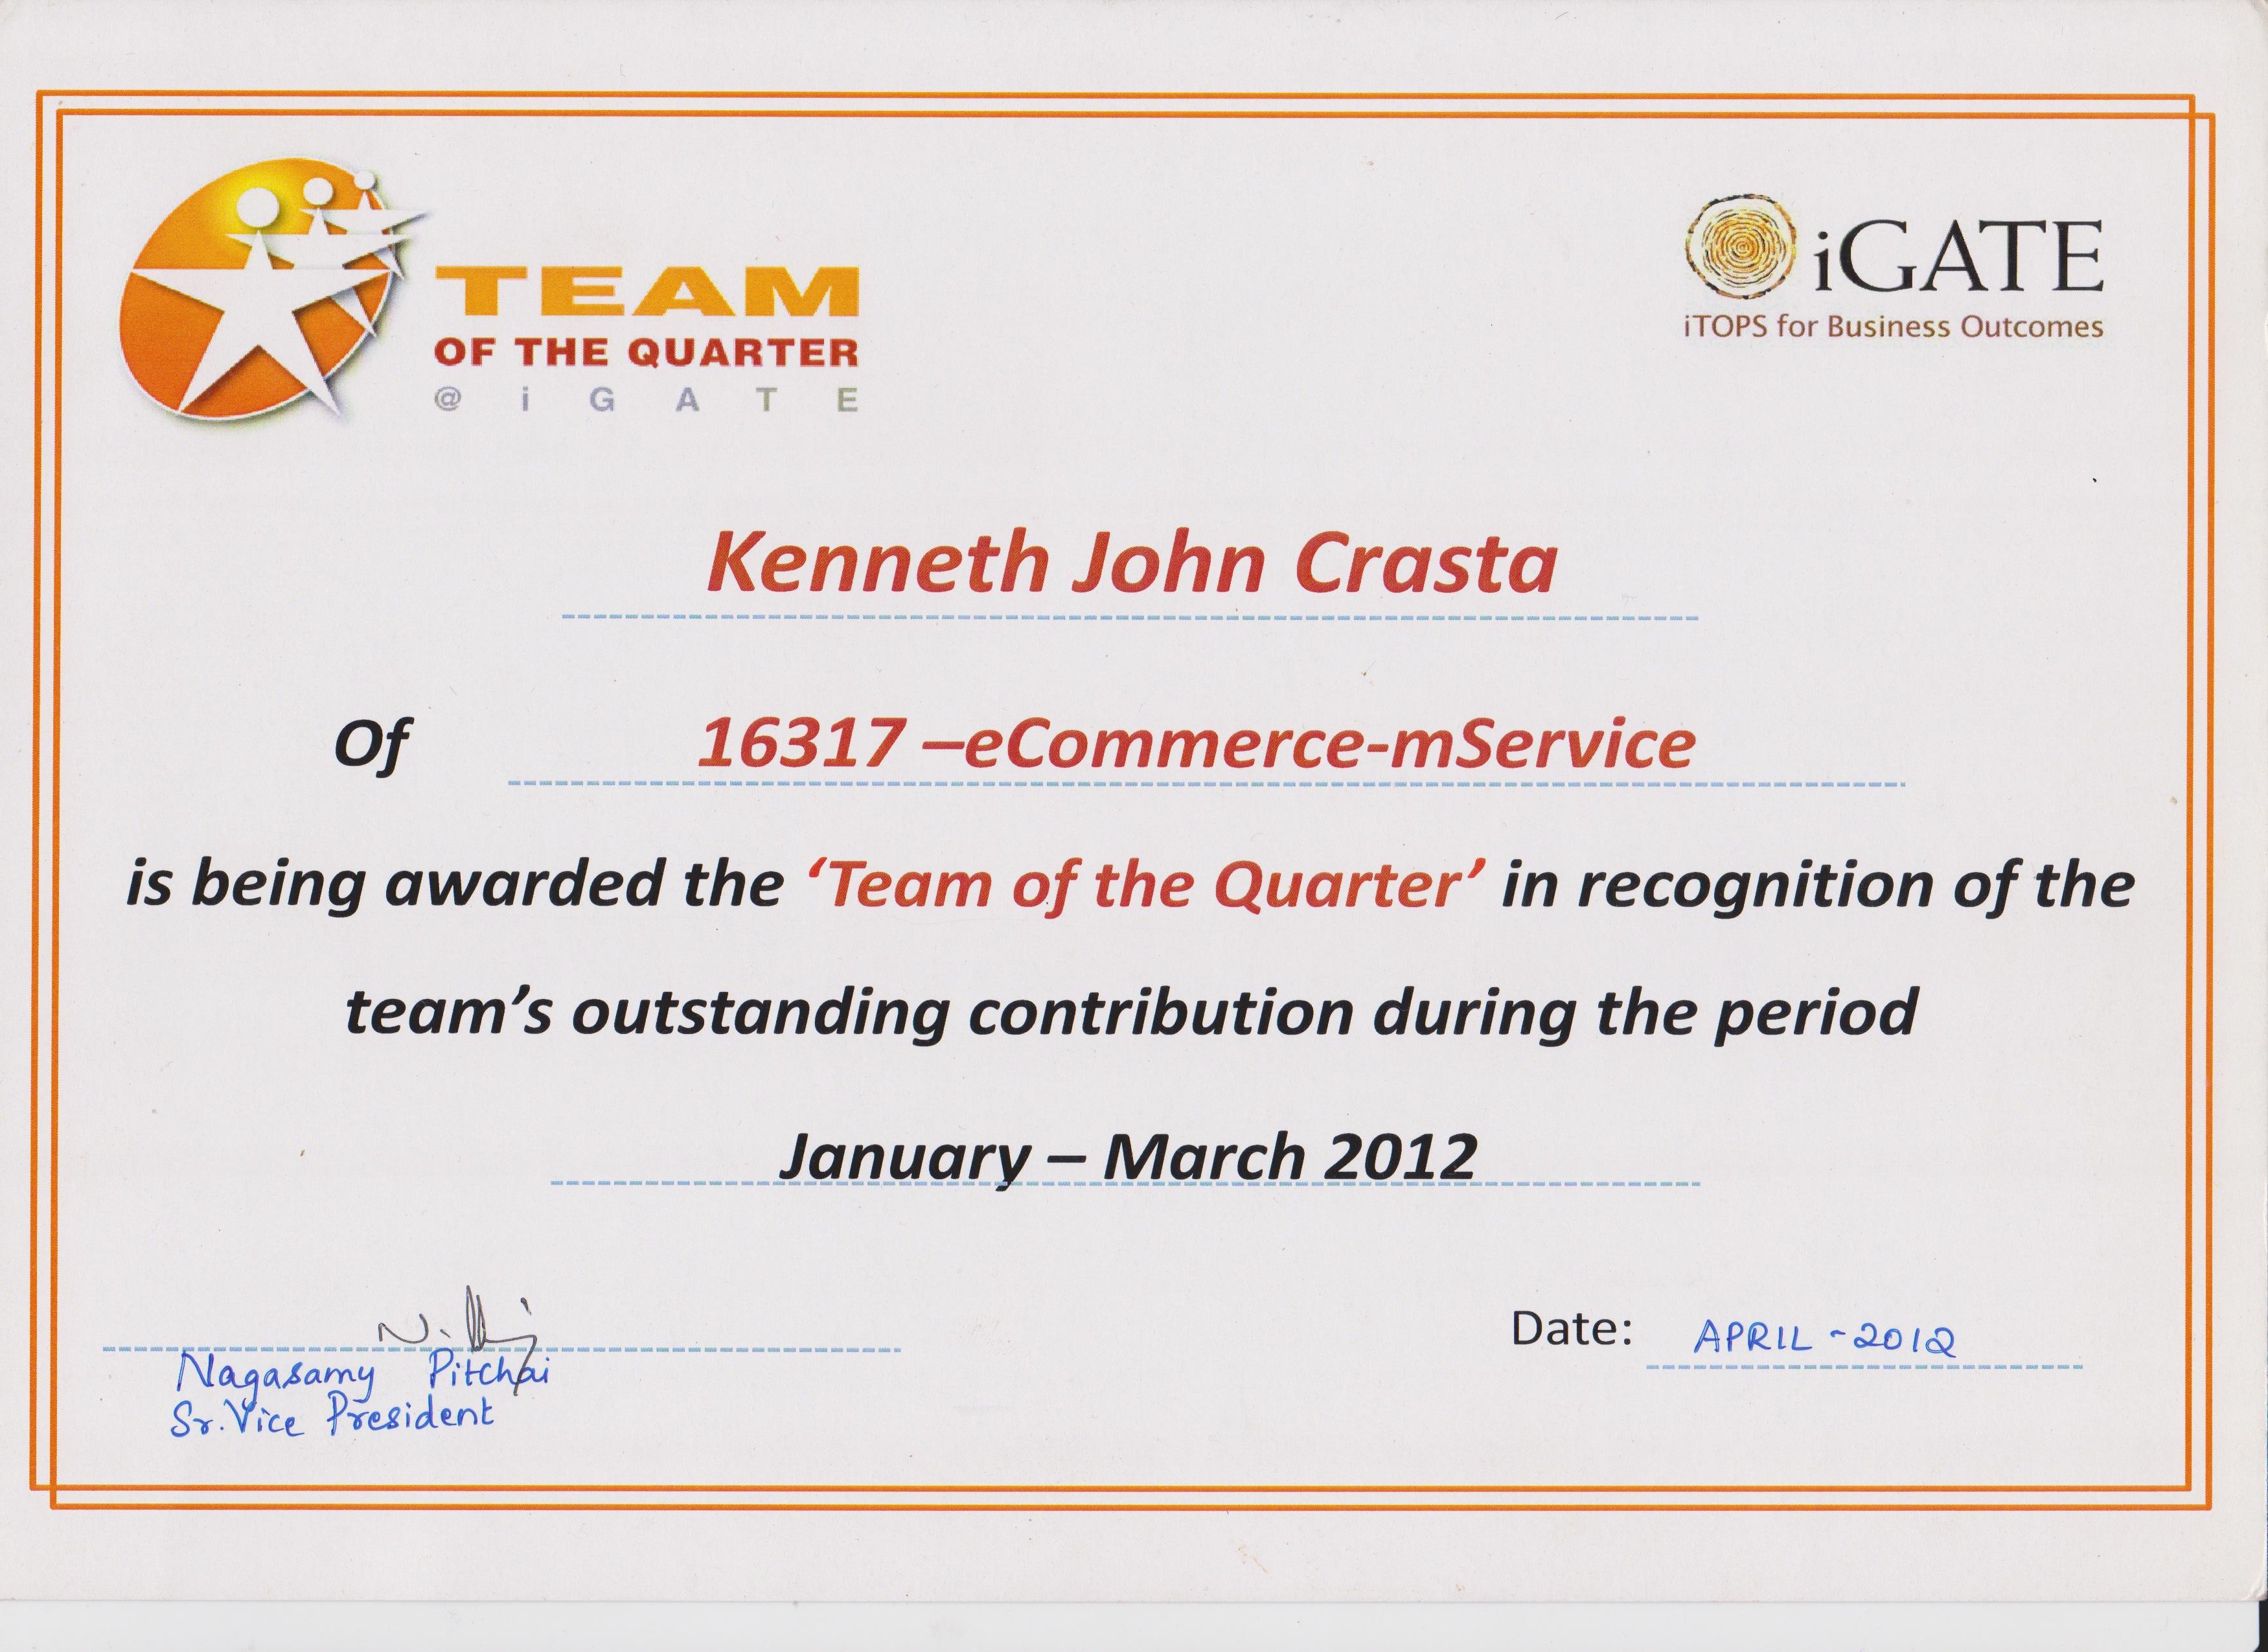 TEAM
OF THE QUARTER
@ i G A T E
iGATE
iTOPS for Business Outcomes
Kenneth John Crasta
Of 16317 –eCommerce-mService
is being awarded the ‘Team of the Quarter’ in recognition of the
team’s outstanding contribution during the period
January – March 2012
Date: APRIL - 2012
Nagasamy Pitchai
Sr. Vice President